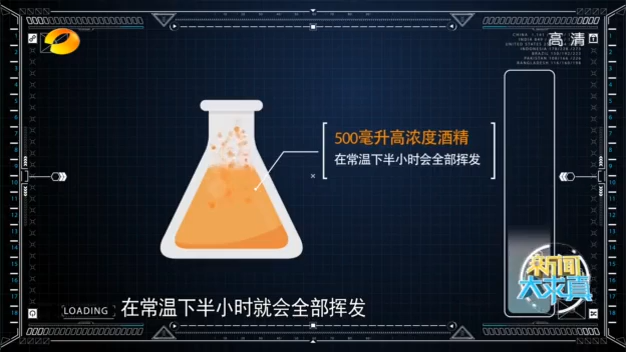 高清
500毫升高浓度酒精
在常温下半小时会全部挥发
新闻
大求真
LOADING
在常温下半小时就会全部挥发